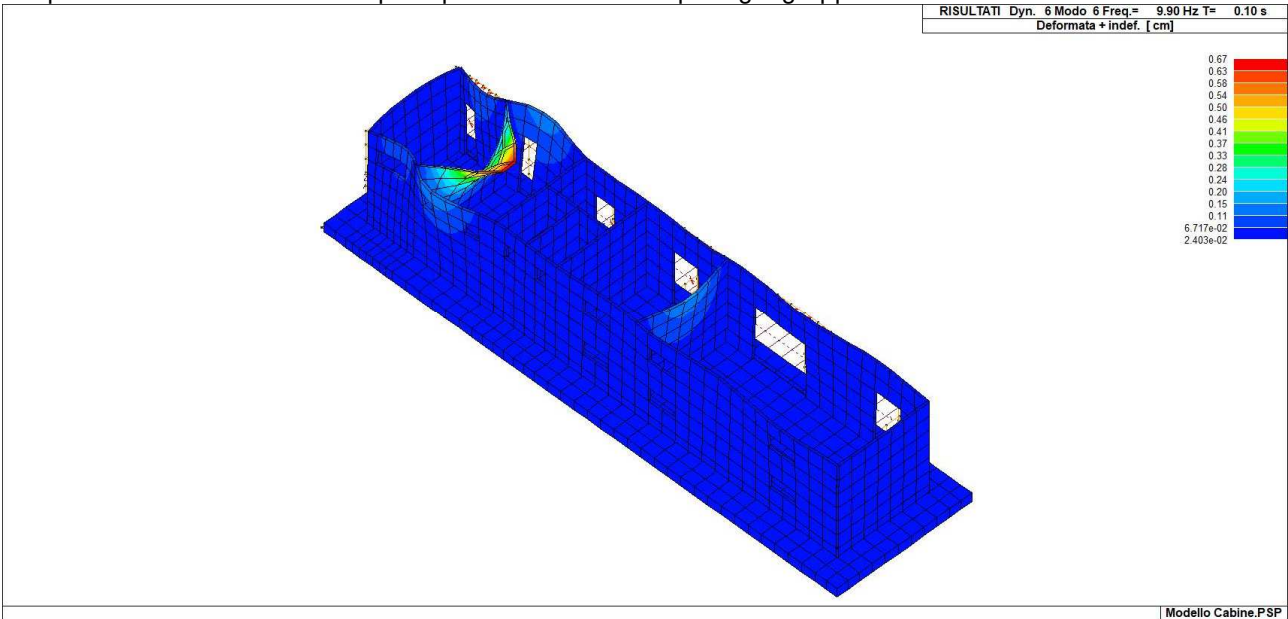 RISULTATI Dyn. 6 Modo 6 Freq.= 9.90 Hz T= 0.10 s
Deformata + indef. [ cm]
0.67
0.63
0.58
0.54
0.50
0.46
0.41
0.37
0.33
0.28
0.24
0.20
0.15
0.11
6.717e-02
2.403e-02
Modello Cabine.PSP